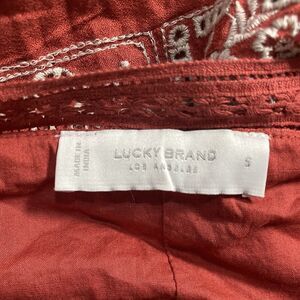 MADE IN
INDIA
LUCKY BRAND
LOS ANGELES
S